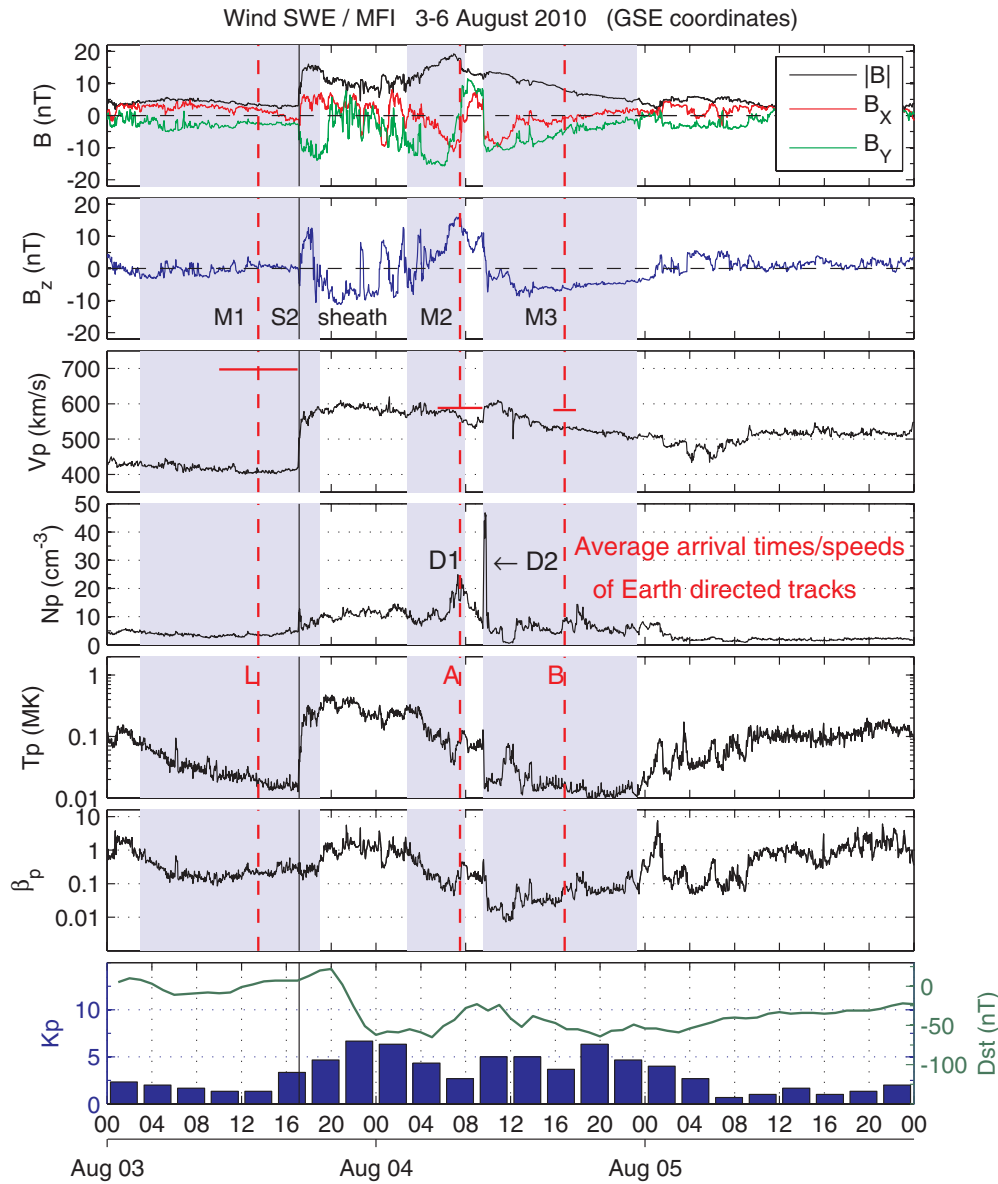 Wind SWE / MFI 3-6 August 2010 (GSE coordinates)
B (nT)
20
10
0
-10
-20
|B|
B_X
B_Y
B_z (nT)
20
10
0
-10
-20
M1 S2 sheath M2 M3
Vp (km/s)
700
600
500
400
Np (cm⁻³)
50
40
30
20
10
0
D1 ← D2
Average arrival times/speeds
of Earth directed tracks
Tp (MK)
1
0.1
0.01
L A B
β_p
10
1
0.1
0.01
Kp
10
5
0
0
-50
-100
Dst (nT)
00 04 08 12 16 20 00 04 08 12 16 20 00 04 08 12 16 20 00
Aug 03 Aug 04 Aug 05